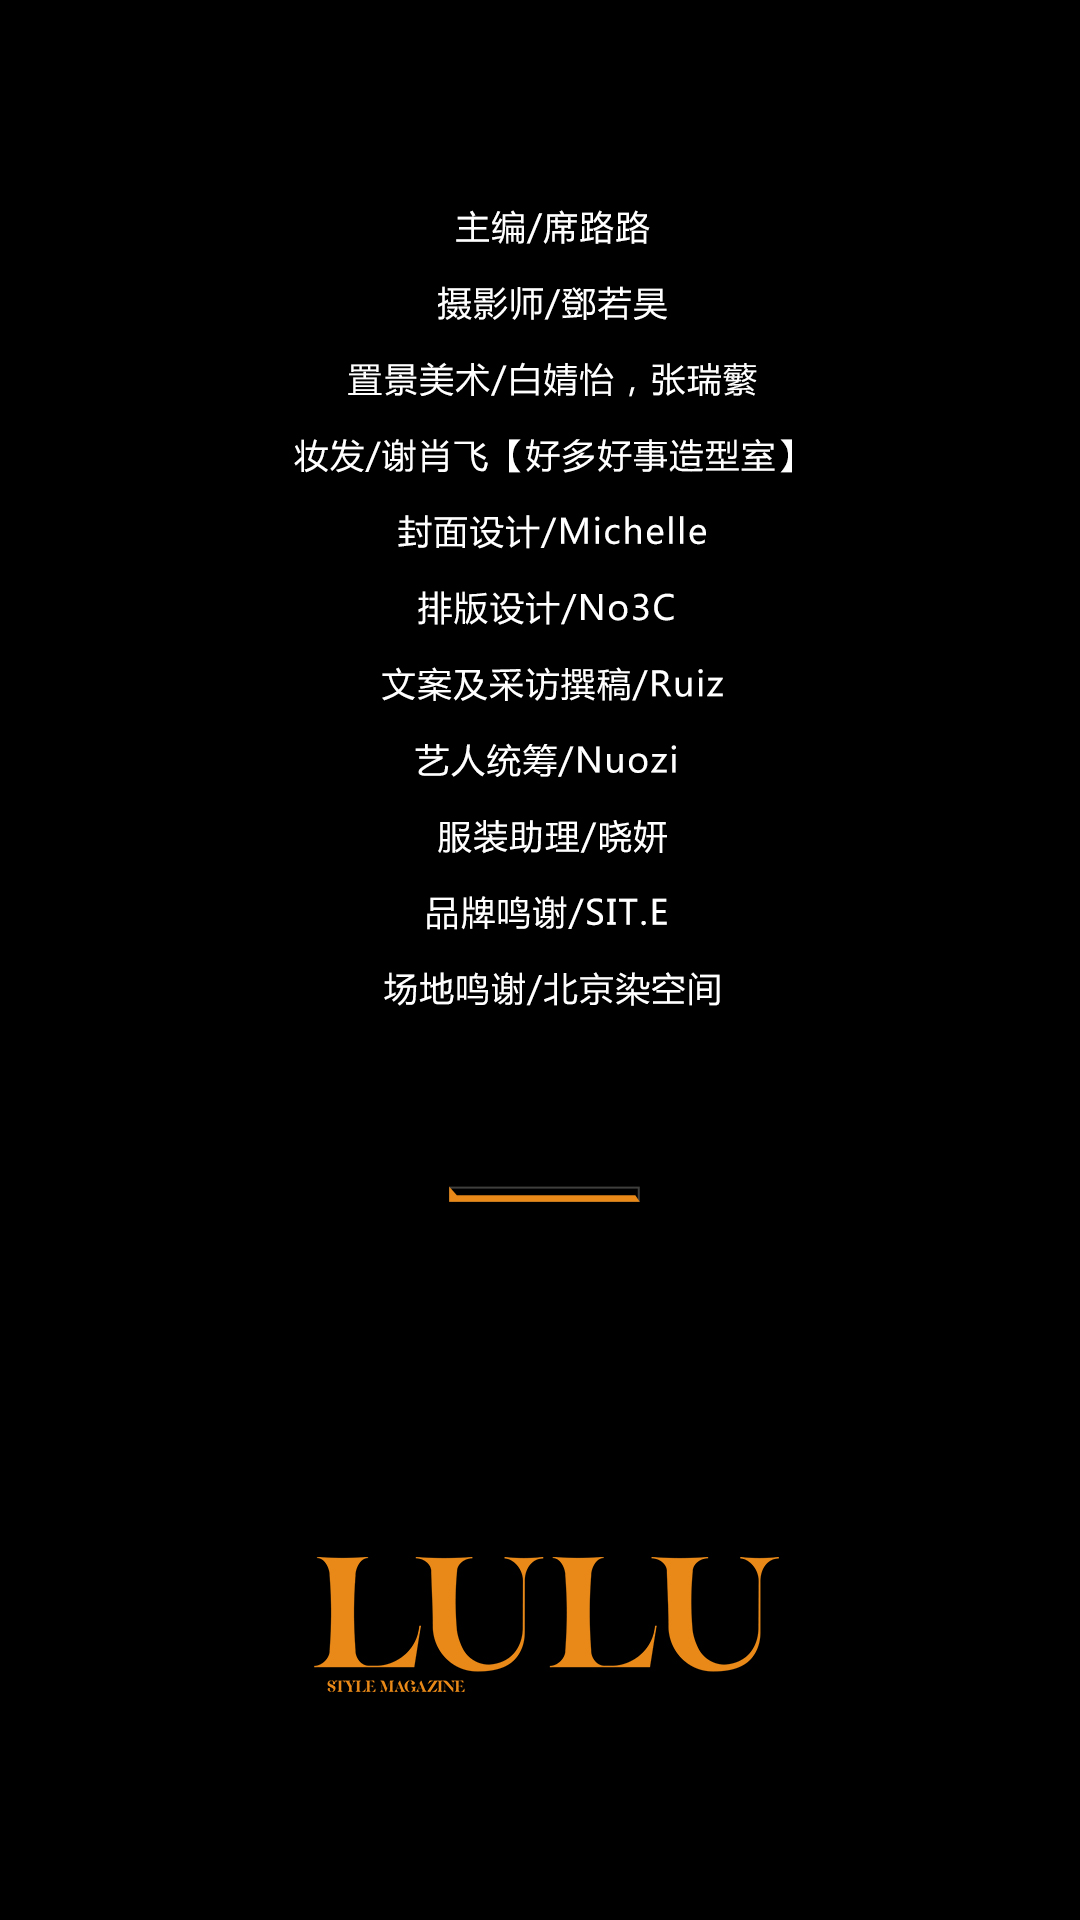 主编/席路路
摄影师/鄧若昊
置景美术/白婧怡，张瑞蘩
妆发/谢肖飞【好多好事造型室】
封面设计/Michelle
排版设计/No3C
文案及采访撰稿/Ruiz
艺人统筹/Nuozi
服装助理/晓妍
品牌鸣谢/SIT.E
场地鸣谢/北京染空间
LULU
STYLE MAGAZINE